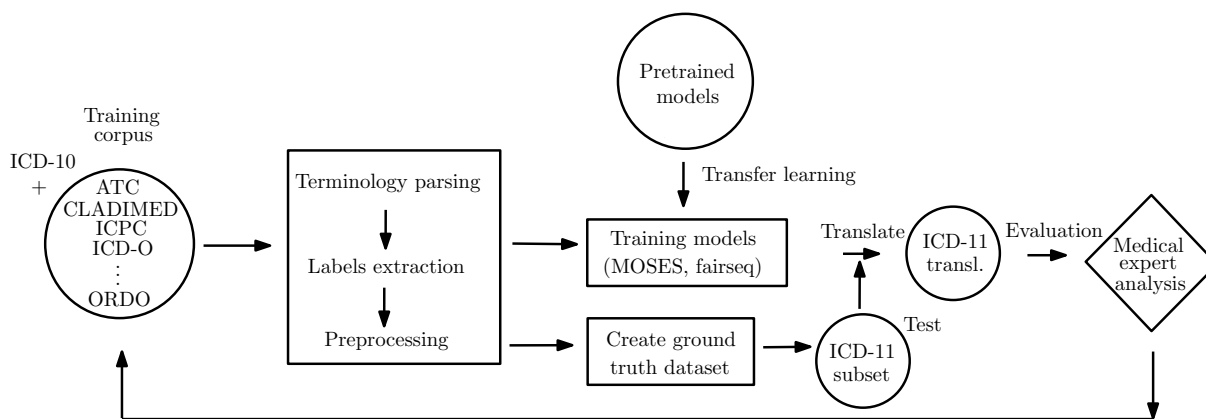 Training
corpus
ICD-10
+
ATC
CLADIMED
ICPC
ICD-O
⋮
ORDO
Terminology parsing
Labels extraction
Preprocessing
Pretrained
models
Transfer learning
Training models
(MOSES, fairseq)
Create ground
truth dataset
Translate
ICD-11
subset
Test
ICD-11
transl.
Evaluation
Medical
expert
analysis